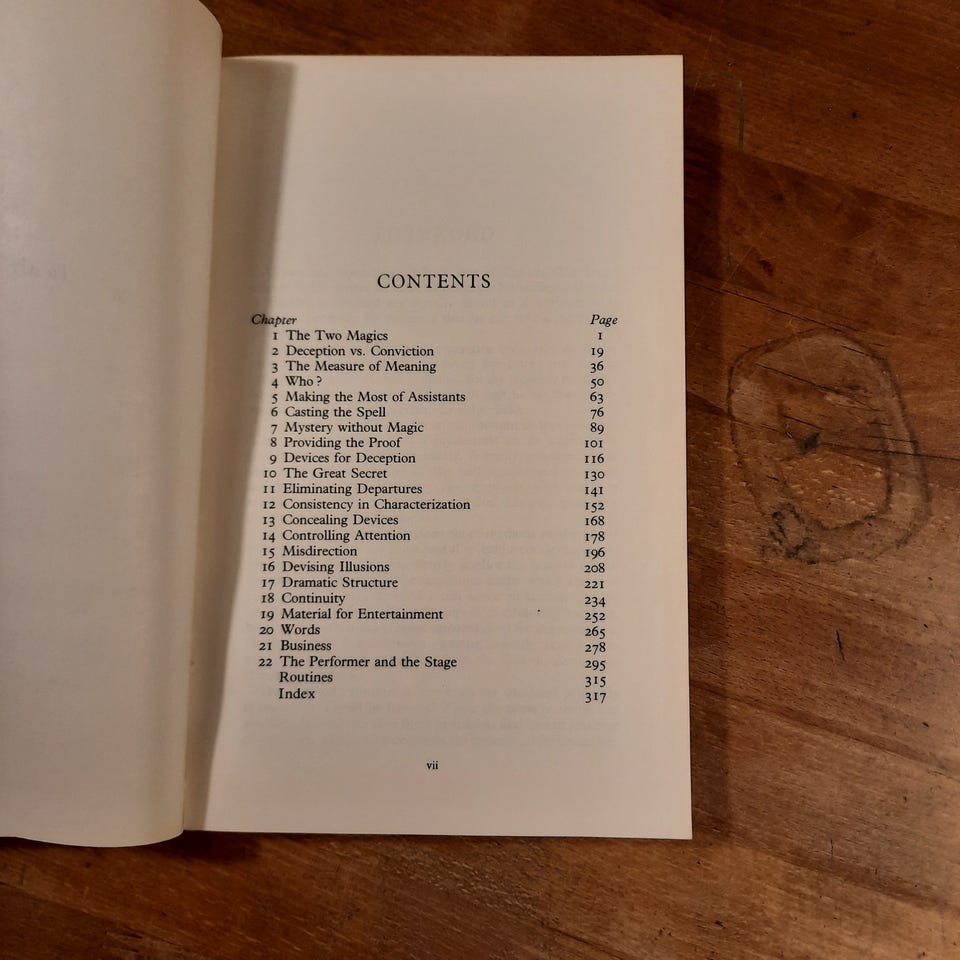 CONTENTS
Chapter Page
1 The Two Magics 1
2 Deception vs. Conviction 19
3 The Measure of Meaning 36
4 Who? 50
5 Making the Most of Assistants 63
6 Casting the Spell 76
7 Mystery without Magic 89
8 Providing the Proof 101
9 Devices for Deception 116
10 The Great Secret 130
11 Eliminating Departures 141
12 Consistency in Characterization 152
13 Concealing Devices 168
14 Controlling Attention 178
15 Misdirection 196
16 Devising Illusions 208
17 Dramatic Structure 221
18 Continuity 234
19 Material for Entertainment 252
20 Words 265
21 Business 278
22 The Performer and the Stage 295
Routines 315
Index 317
vii